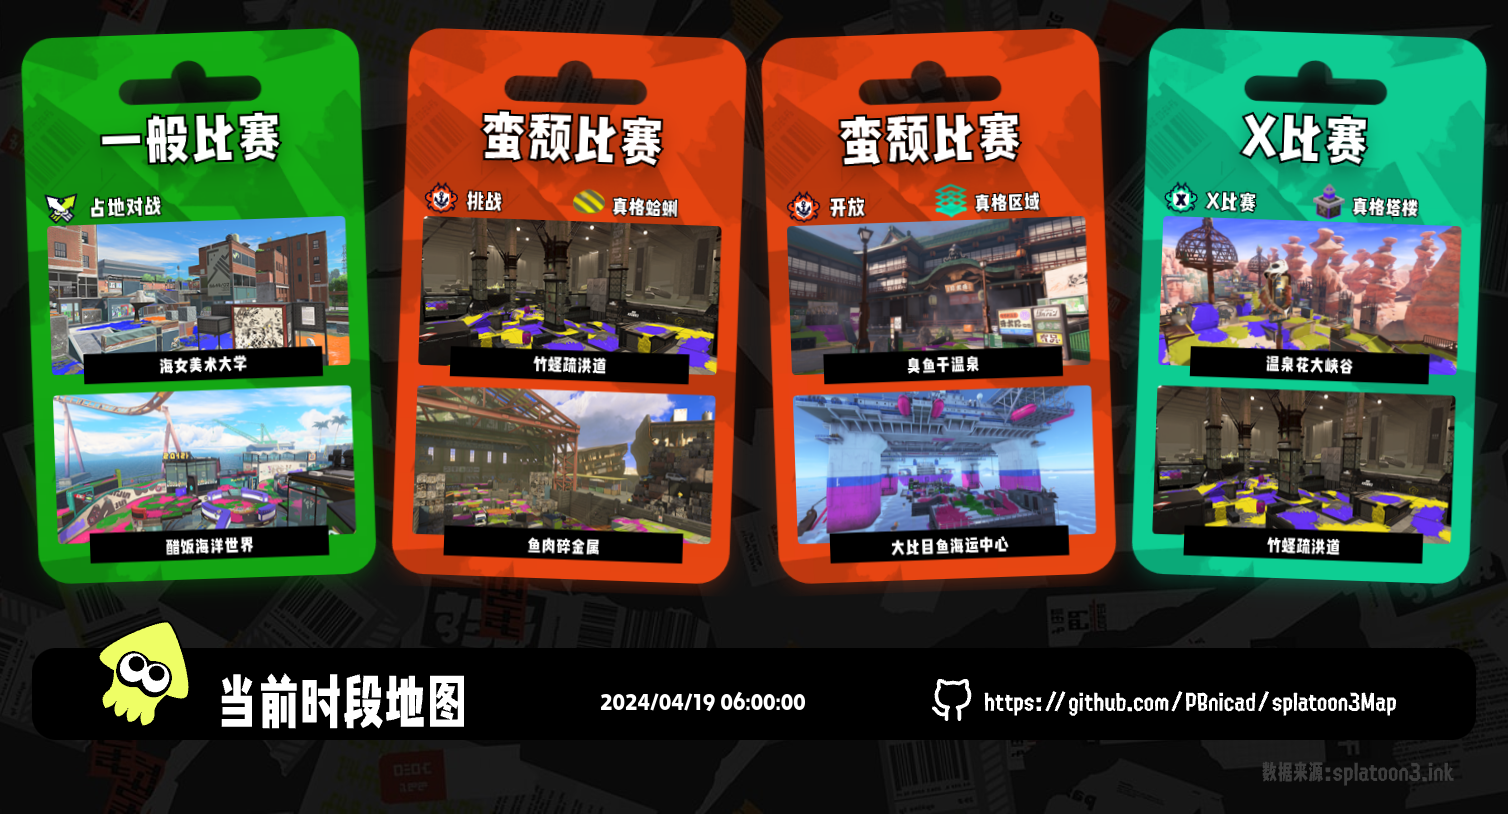 一般比赛
占地对战
海女美术大学
醋饭海洋世界
蛮颓比赛
挑战
真格蛤蜊
竹蛏疏洪道
鱼肉碎金属
蛮颓比赛
开放
真格区域
臭鱼干温泉
大比目鱼海运中心
X比赛
X比赛
真格塔楼
温泉花大峡谷
竹蛏疏洪道
当前时段地图
2024/04/19 06:00:00
https://github.com/PBnicad/splatoon3Map
数据来源:splatoon3.ink